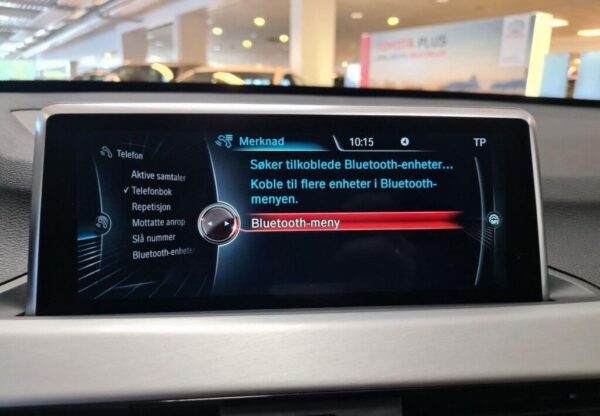 TOYOTA PLUS
Merknad
10:15
TP
Telefon
Aktive samtaler
✓ Telefonbok
Repetisjon
Mottatte anrop
Slå nummer
Bluetooth-enheter
Søker tilkoblede Bluetooth-enheter...
Koble til flere enheter i Bluetooth-
menyen.
Bluetooth-meny